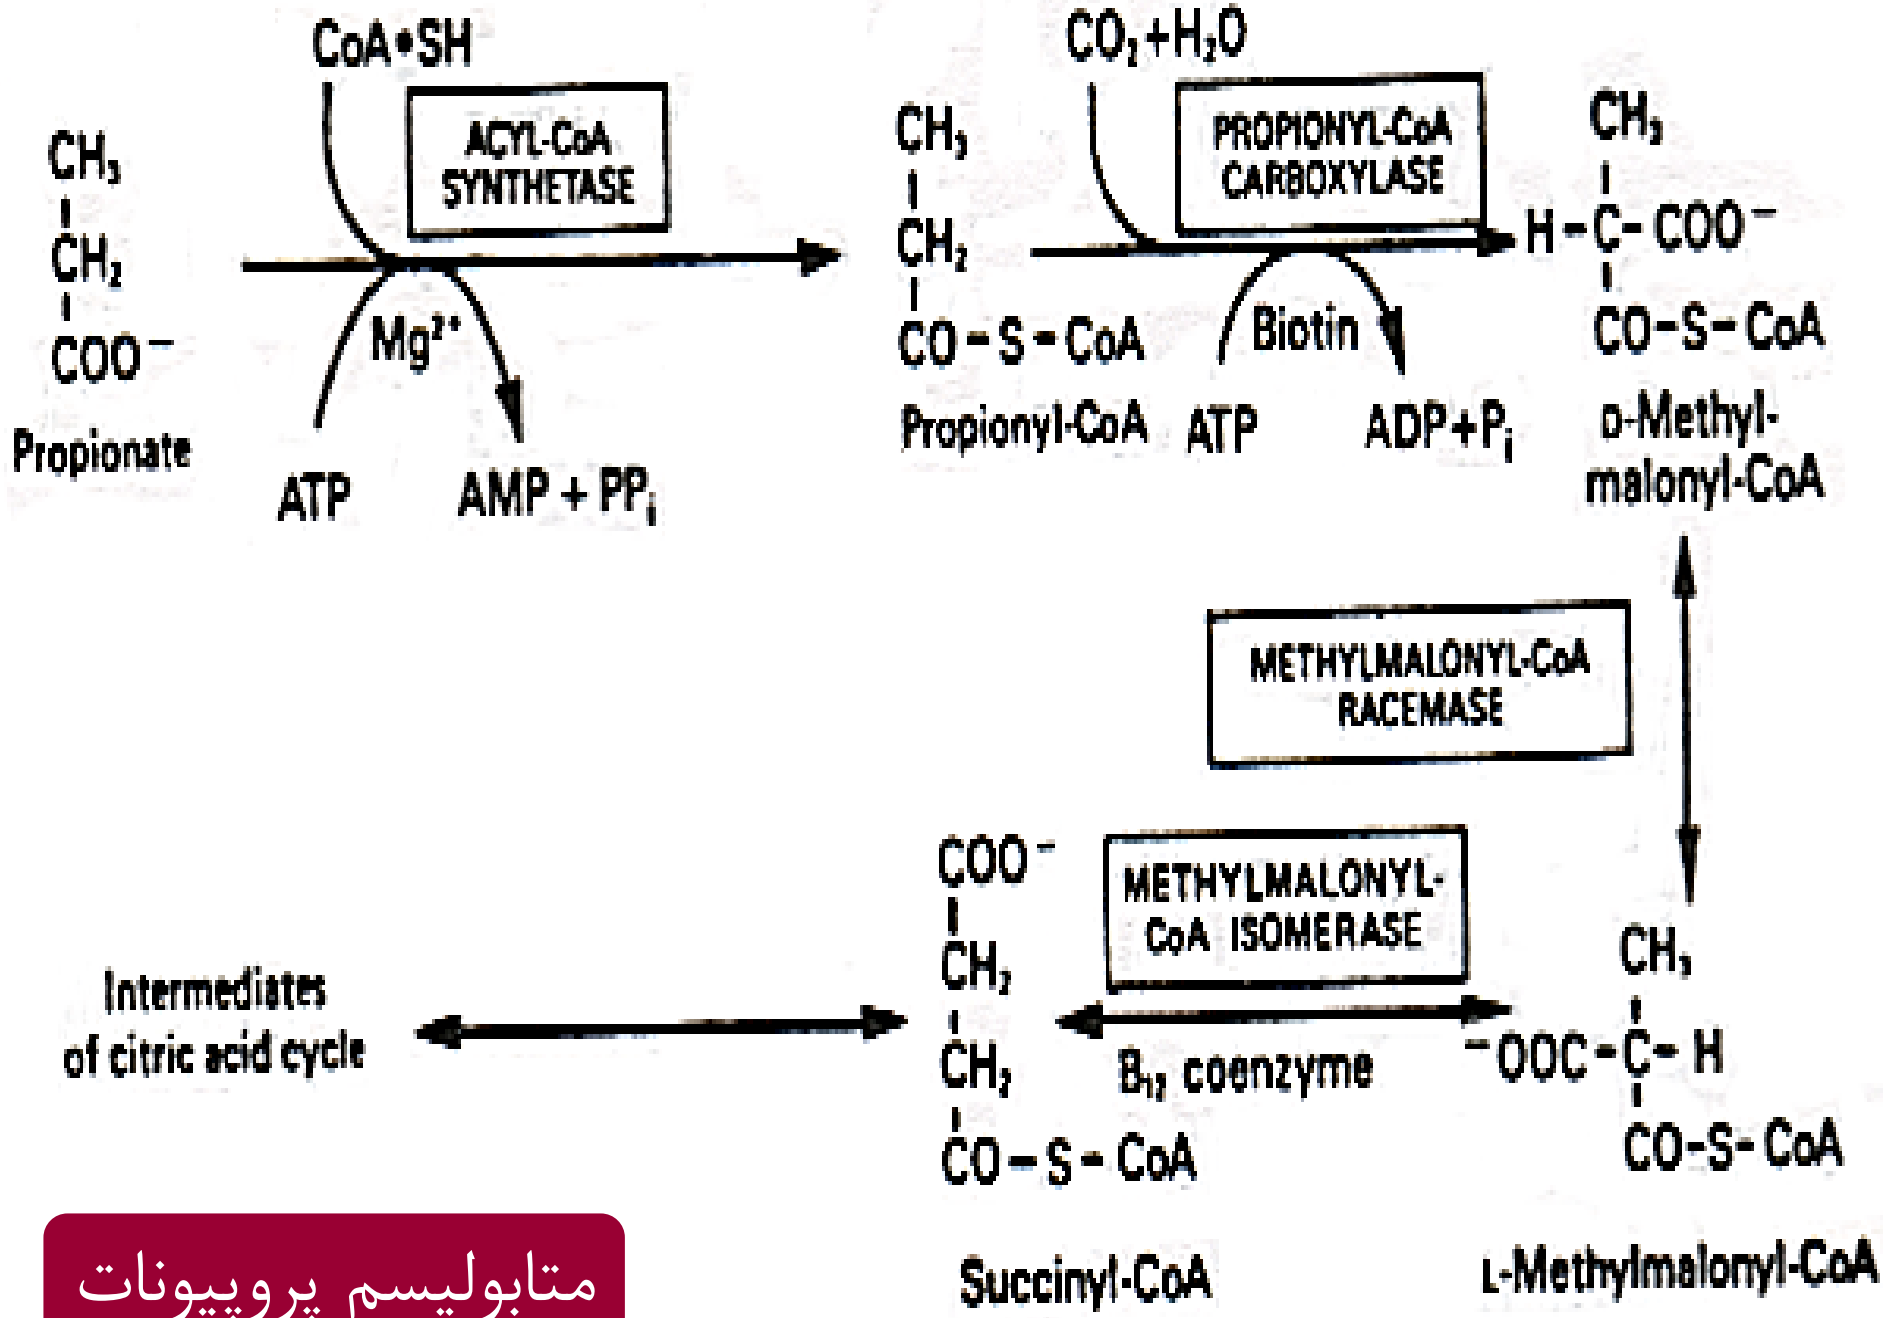 CoA•SH
ACYL-CoA
SYNTHETASE
CH₃
CH₂
COO⁻
Propionate
Mg²⁺
ATP
AMP + PPᵢ
CO₂+H₂O
PROPIONYL-CoA
CARBOXYLASE
CH₃
CH₂
CO-S-CoA
Propionyl-CoA
Biotin
ATP
ADP+Pᵢ
CH₃
H-C-COO⁻
CO-S-CoA
D-Methyl-
malonyl-CoA
METHYLMALONYL-CoA
RACEMASE
CH₃
⁻OOC-C-H
CO-S-CoA
L-Methylmalonyl-CoA
METHYLMALONYL-
CoA ISOMERASE
B₁₂ coenzyme
COO⁻
CH₂
CH₂
CO-S-CoA
Succinyl-CoA
Intermediates
of citric acid cycle
متابولیسم پروپیونات